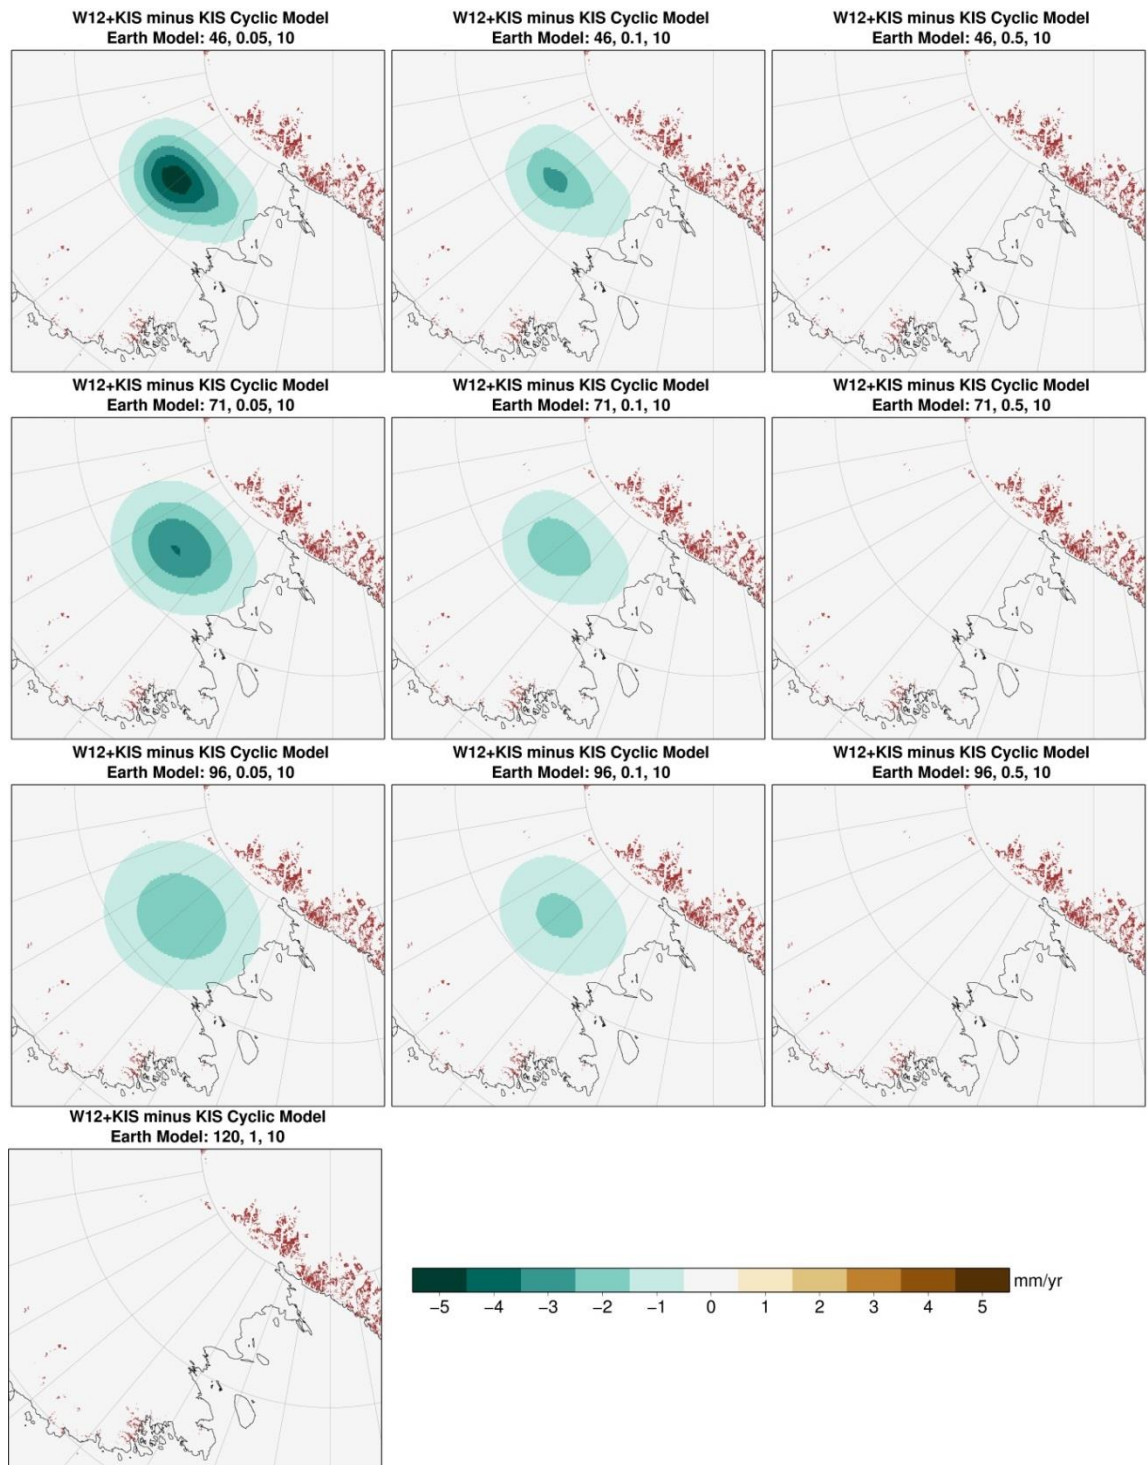 W12+KIS minus KIS Cyclic Model
Earth Model: 46, 0.05, 10
W12+KIS minus KIS Cyclic Model
Earth Model: 46, 0.1, 10
W12+KIS minus KIS Cyclic Model
Earth Model: 46, 0.5, 10
W12+KIS minus KIS Cyclic Model
Earth Model: 71, 0.05, 10
W12+KIS minus KIS Cyclic Model
Earth Model: 71, 0.1, 10
W12+KIS minus KIS Cyclic Model
Earth Model: 71, 0.5, 10
W12+KIS minus KIS Cyclic Model
Earth Model: 96, 0.05, 10
W12+KIS minus KIS Cyclic Model
Earth Model: 96, 0.1, 10
W12+KIS minus KIS Cyclic Model
Earth Model: 96, 0.5, 10
W12+KIS minus KIS Cyclic Model
Earth Model: 120, 1, 10
mm/yr
−5 −4 −3 −2 −1 0 1 2 3 4 5